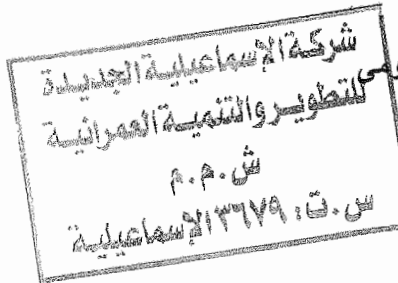 شركة الإسماعيلية الجديدة
للتطوير والتنمية العمرانية
ش.م.م
س.ت: ٣٦٧٩ الإسماعيلية